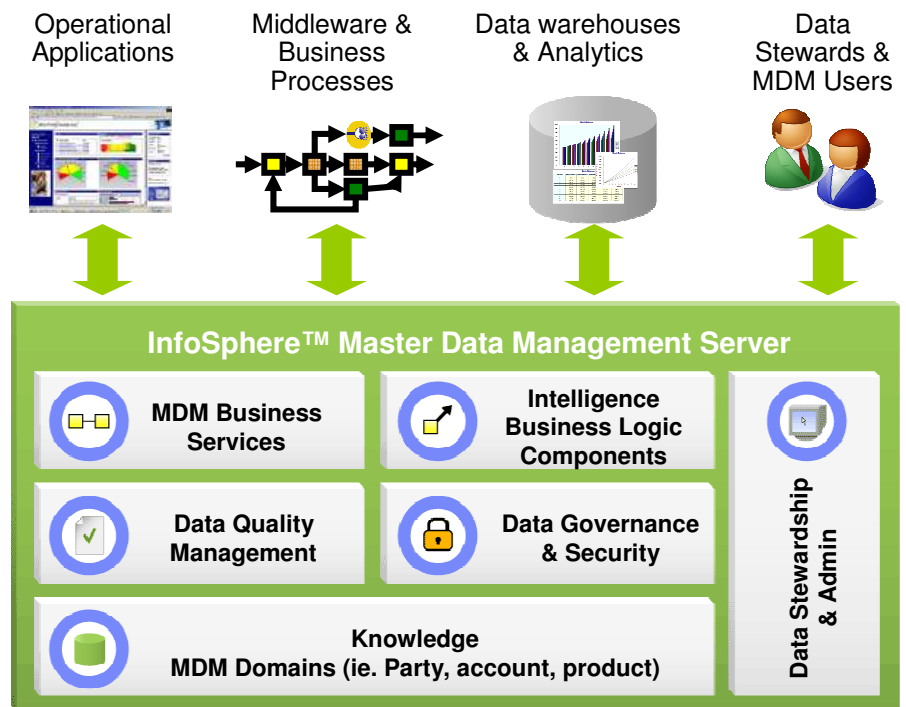 Operational
Applications
Middleware &
Business
Processes
Data warehouses
& Analytics
Data
Stewards &
MDM Users
InfoSphere™ Master Data Management Server
MDM Business
Services
Intelligence
Business Logic
Components
Data Quality
Management
Data Governance
& Security
Knowledge
MDM Domains (ie. Party, account, product)
Data Stewardship
& Admin